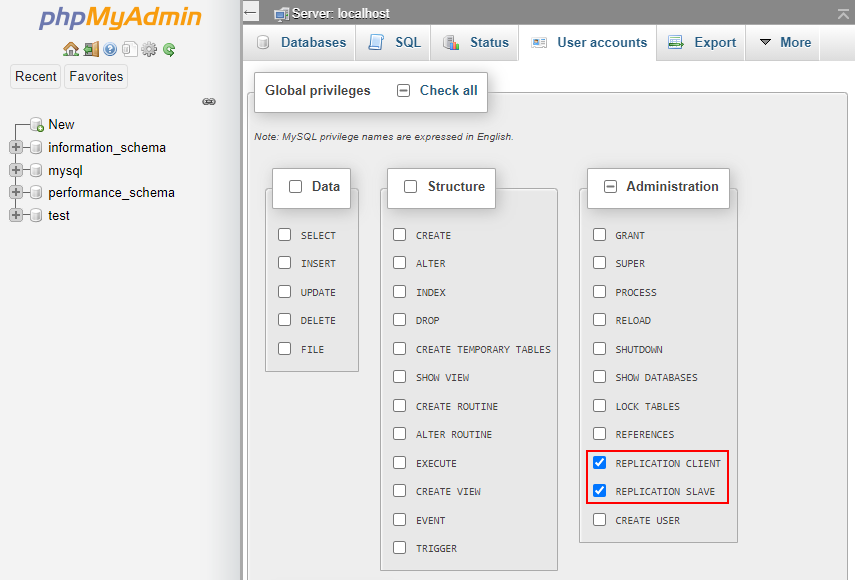 phpMyAdmin
Recent Favorites
New
information_schema
mysql
performance_schema
test
Server: localhost
Databases SQL Status User accounts Export More
Global privileges Check all
Note: MySQL privilege names are expressed in English.
Data
SELECT
INSERT
UPDATE
DELETE
FILE
Structure
CREATE
ALTER
INDEX
DROP
CREATE TEMPORARY TABLES
SHOW VIEW
CREATE ROUTINE
ALTER ROUTINE
EXECUTE
CREATE VIEW
EVENT
TRIGGER
Administration
GRANT
SUPER
PROCESS
RELOAD
SHUTDOWN
SHOW DATABASES
LOCK TABLES
REFERENCES
REPLICATION CLIENT
REPLICATION SLAVE
CREATE USER